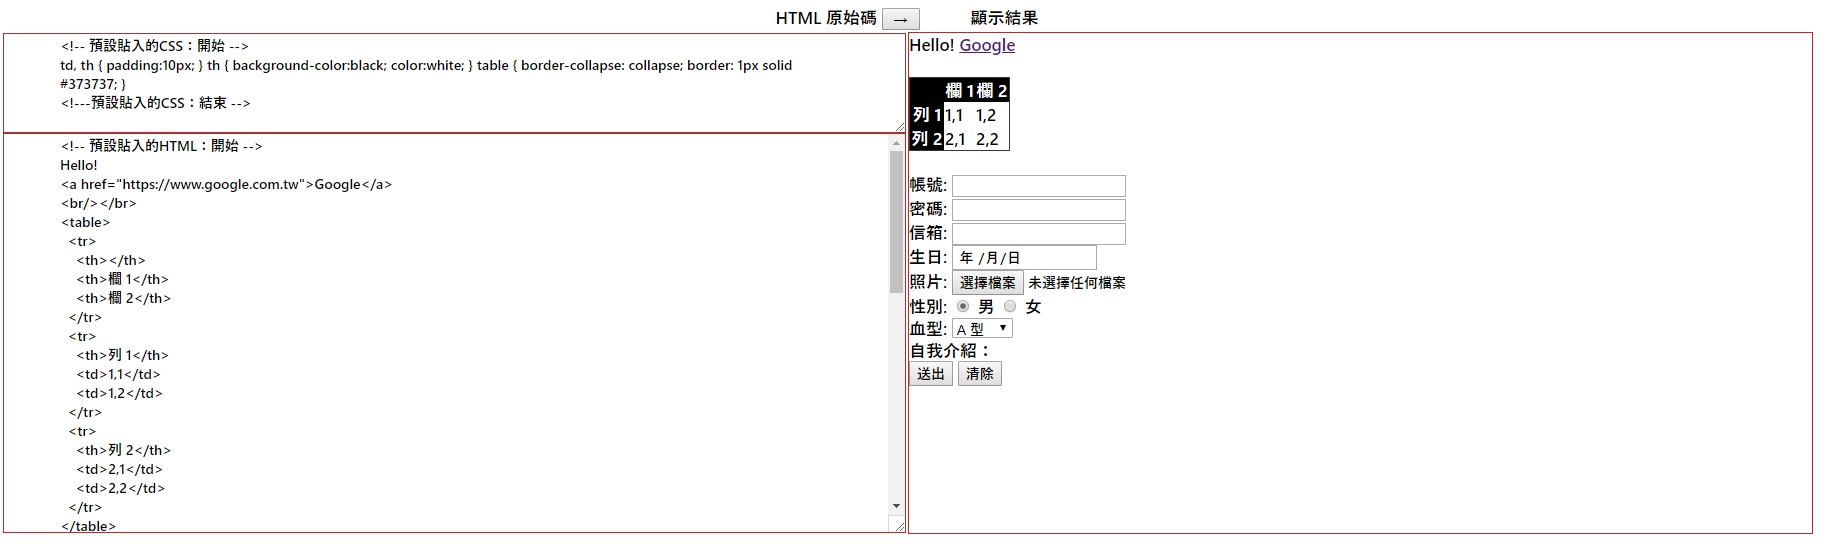 HTML 原始碼 → 顯示結果
<!-- 預設貼入的CSS：開始 -->
td, th { padding:10px; } th { background-color:black; color:white; } table { border-collapse: collapse; border: 1px solid
#373737; }
<!---預設貼入的CSS：結束 -->
<!-- 預設貼入的HTML：開始 -->
Hello!
<a href="https://www.google.com.tw">Google</a>
<br/></br>
<table>
<tr>
<th></th>
<th>欄 1</th>
<th>欄 2</th>
</tr>
<tr>
<th>列 1</th>
<td>1,1</td>
<td>1,2</td>
</tr>
<tr>
<th>列 2</th>
<td>2,1</td>
<td>2,2</td>
</tr>
</table>
Hello! Google
欄 1 欄 2
列 1 1,1 1,2
列 2 2,1 2,2
帳號:
密碼:
信箱:
生日: 年 /月/日
照片: 選擇檔案 未選擇任何檔案
性別: 男 女
血型: A 型
自我介紹：
送出 清除